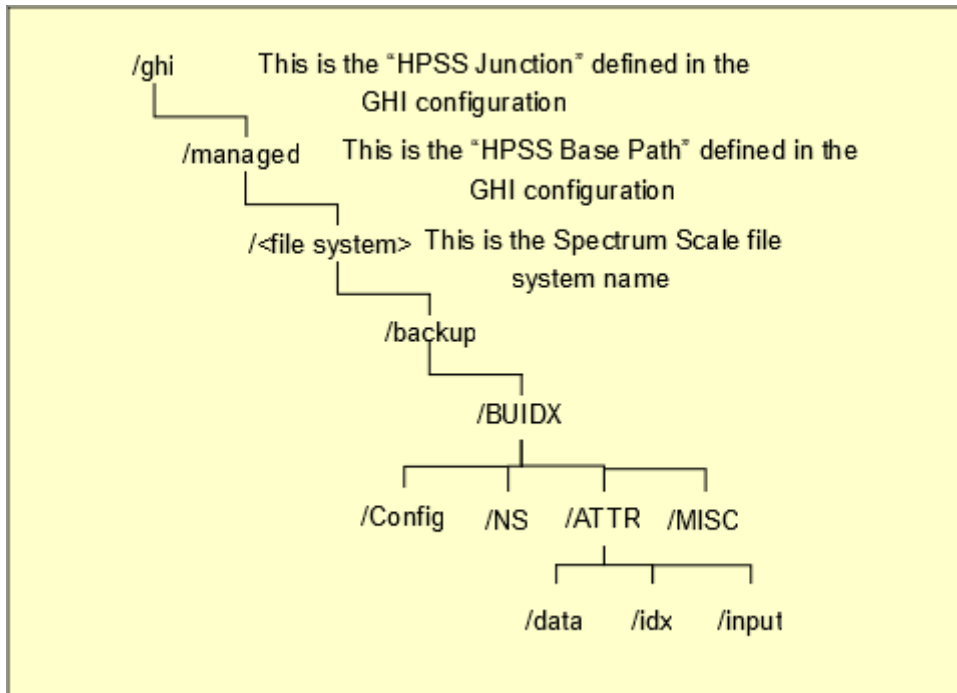 /ghi This is the “HPSS Junction” defined in the
GHI configuration
/managed This is the “HPSS Base Path” defined in the
GHI configuration
/<file system> This is the Spectrum Scale file
system name
/backup
/BUIDX
/Config /NS /ATTR /MISC
/data /idx /input